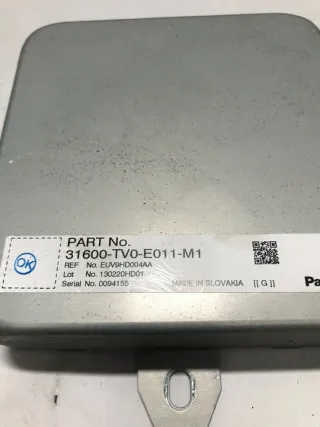 OK
PART No.
31600-TV0-E011-M1
REF No. EUV9HD004AA
Lot No. 130220HD01
Serial No. 0094155 MADE IN SLOVAKIA [[ G ]] Pa